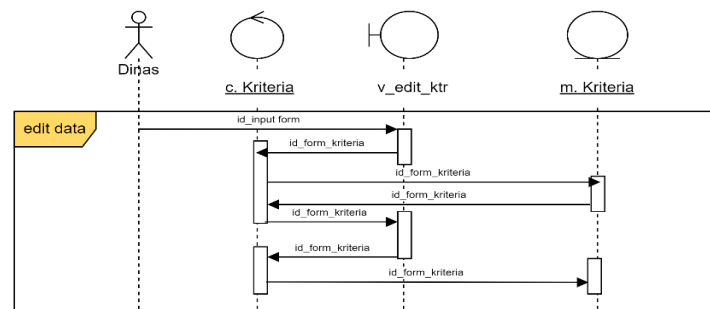 Dinas
c. Kriteria
v_edit_ktr
m. Kriteria
edit data
id_input form
id_form_kriteria
id_form_kriteria
id_form_kriteria
id_form_kriteria
id_form_kriteria
id_form_kriteria